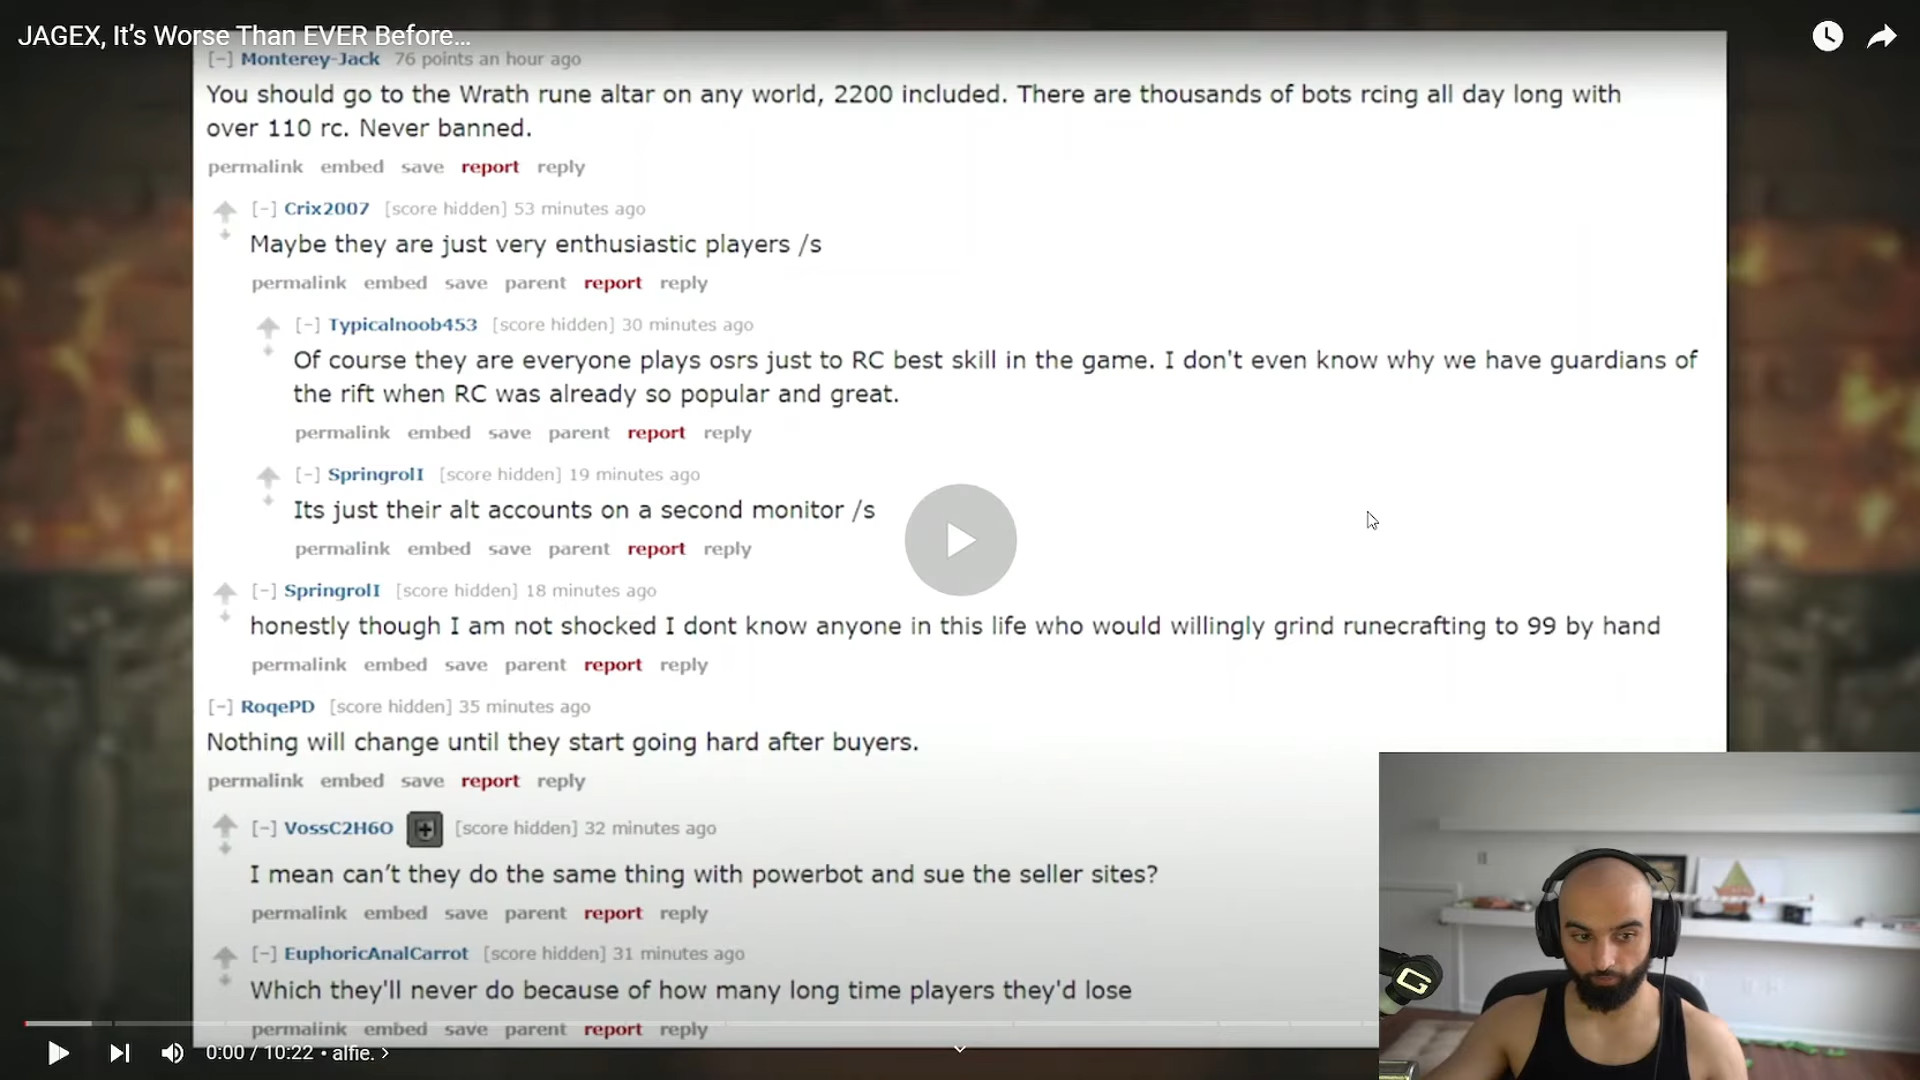 JAGEX, It’s Worse Than EVER Before...
[-] Monterey-Jack 76 points an hour ago
You should go to the Wrath rune altar on any world, 2200 included. There are thousands of bots rcing all day long with
over 110 rc. Never banned.
permalink embed save report reply
[-] Crix2007 [score hidden] 53 minutes ago
Maybe they are just very enthusiastic players /s
permalink embed save parent report reply
[-] Typicalnoob453 [score hidden] 30 minutes ago
Of course they are everyone plays osrs just to RC best skill in the game. I don't even know why we have guardians of
the rift when RC was already so popular and great.
permalink embed save parent report reply
[-] SpringrolI [score hidden] 19 minutes ago
Its just their alt accounts on a second monitor /s
permalink embed save parent report reply
[-] SpringrolI [score hidden] 18 minutes ago
honestly though I am not shocked I dont know anyone in this life who would willingly grind runecrafting to 99 by hand
permalink embed save parent report reply
[-] RoqePD [score hidden] 35 minutes ago
Nothing will change until they start going hard after buyers.
permalink embed save report reply
[-] VossC2H6O [score hidden] 32 minutes ago
I mean can’t they do the same thing with powerbot and sue the seller sites?
permalink embed save parent report reply
[-] EuphoricAnalCarrot [score hidden] 31 minutes ago
Which they'll never do because of how many long time players they'd lose
permalink embed save parent report reply
0:00 / 10:22 • alfie. ›
G